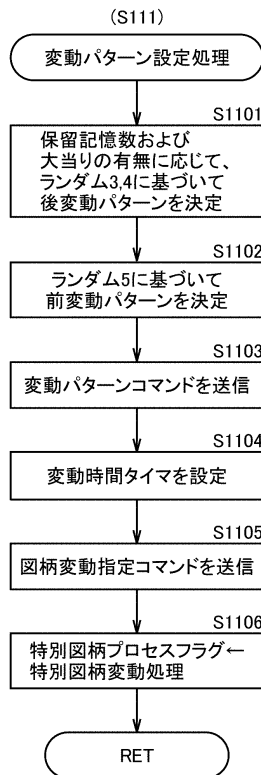 (S111)
変動パターン設定処理
S1101
保留記憶数および
大当りの有無に応じて、
ランダム3,4に基づいて
後変動パターンを決定
S1102
ランダム5に基づいて
前変動パターンを決定
S1103
変動パターンコマンドを送信
S1104
変動時間タイマを設定
S1105
図柄変動指定コマンドを送信
S1106
特別図柄プロセスフラグ←
特別図柄変動処理
RET